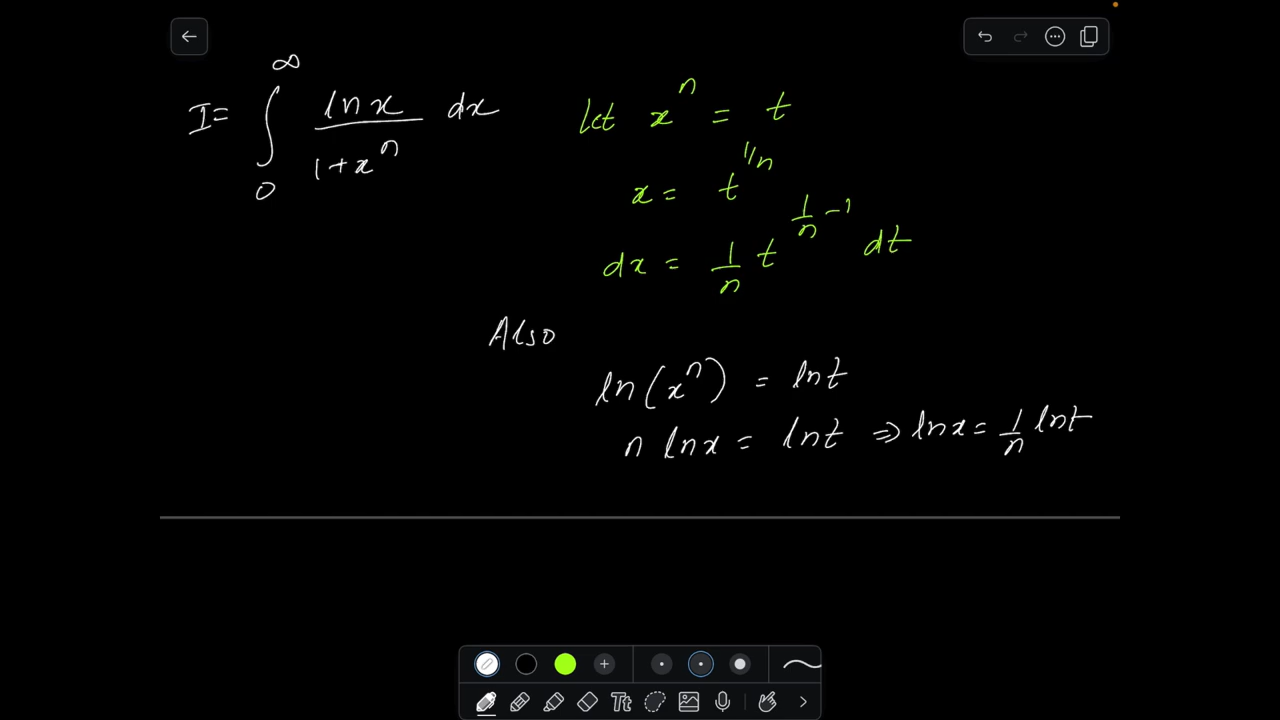 I = ∫₀^∞ ln x / (1 + xⁿ) dx
let xⁿ = t
x = t^(1/n)
dx = 1/n t^(1/n − 1) dt
Also
ln(xⁿ) = ln t
n ln x = ln t ⇒ ln x = 1/n ln t
Tt